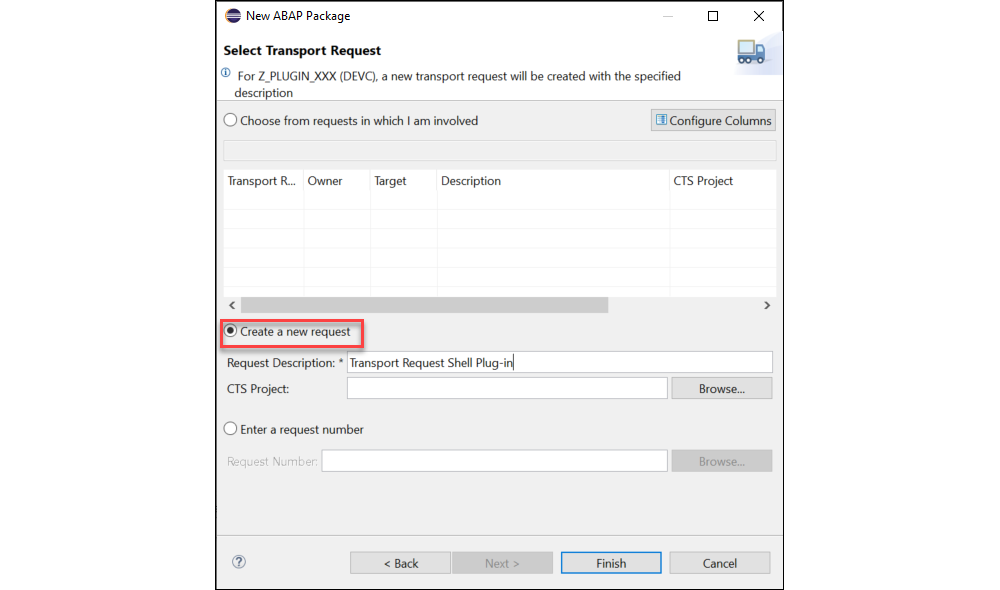 New ABAP Package
Select Transport Request
For Z_PLUGIN_XXX (DEVC), a new transport request will be created with the specified
description
Choose from requests in which I am involved
Configure Columns
Transport R... Owner Target Description CTS Project
Create a new request
Request Description: * Transport Request Shell Plug-in
CTS Project: Browse...
Enter a request number
Request Number: Browse...
< Back Next > Finish Cancel